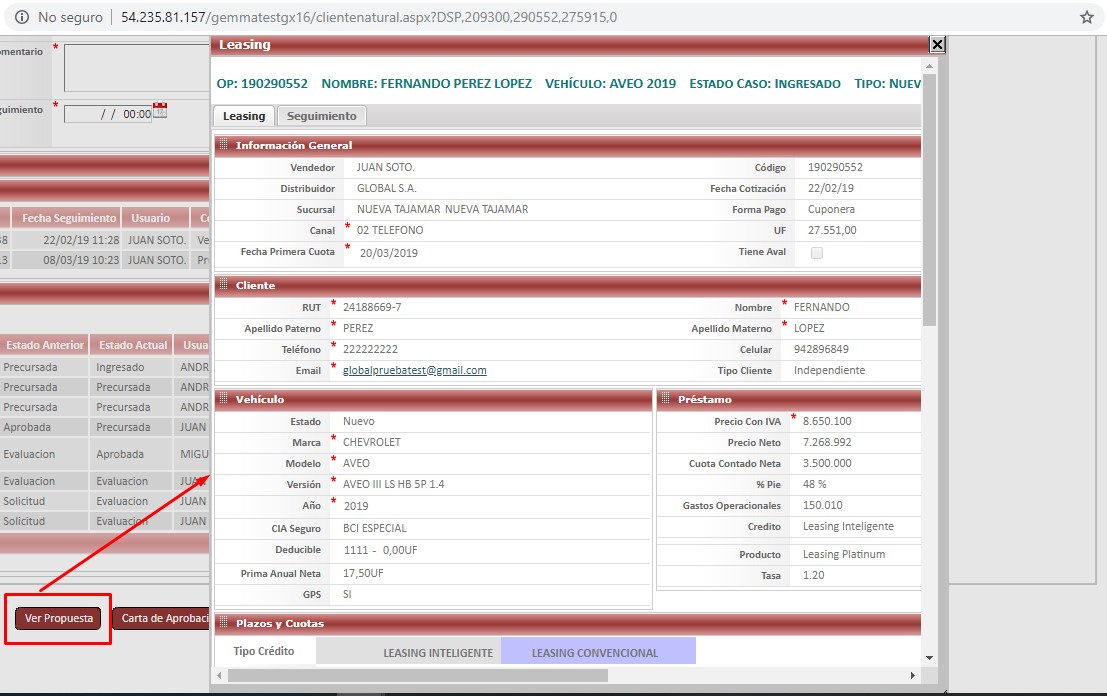 No seguro | 54.235.81.157/gemmatestgx16/clientenatural.aspx?DSP,209300,290552,275915,0
omentario *
guimiento * / / 00:00
Fecha Seguimiento Usuario Co
38 22/02/19 11:28 JUAN SOTO. Ve
13 08/03/19 10:23 JUAN SOTO. Pr
Estado Anterior Estado Actual Usua
Precursada Ingresado ANDR
Precursada Precursada ANDR
Precursada Precursada ANDR
Aprobada Precursada JUAN
Evaluacion Aprobada MIGU
Evaluacion Evaluacion JUAN
Solicitud Evaluacion JUAN
Solicitud Evaluacion JUAN
Ver Propuesta Carta de Aprobaci
Leasing
OP: 190290552 NOMBRE: FERNANDO PEREZ LOPEZ VEHÍCULO: AVEO 2019 ESTADO CASO: INGRESADO TIPO: NUEV
Leasing Seguimiento
Información General
Vendedor JUAN SOTO. Código 190290552
Distribuidor GLOBAL S.A. Fecha Cotización 22/02/19
Sucursal NUEVA TAJAMAR NUEVA TAJAMAR Forma Pago Cuponera
Canal * 02 TELEFONO UF 27.551,00
Fecha Primera Cuota * 20/03/2019 Tiene Aval
Cliente
RUT * 24188669-7 Nombre * FERNANDO
Apellido Paterno * PEREZ Apellido Materno * LOPEZ
Teléfono * 222222222 Celular 942896849
Email * globalpruebatest@gmail.com Tipo Cliente Independiente
Vehículo
Estado Nuevo
Marca * CHEVROLET
Modelo * AVEO
Versión * AVEO III LS HB 5P 1.4
Año * 2019
CIA Seguro BCI ESPECIAL
Deducible 1111 - 0,00UF
Prima Anual Neta 17,50UF
GPS SI
Préstamo
Precio Con IVA * 8.650.100
Precio Neto 7.268.992
Cuota Contado Neta 3.500.000
% Pie 48 %
Gastos Operacionales 150.010
Credito Leasing Inteligente
Producto Leasing Platinum
Tasa 1.20
Plazos y Cuotas
Tipo Crédito LEASING INTELIGENTE LEASING CONVENCIONAL